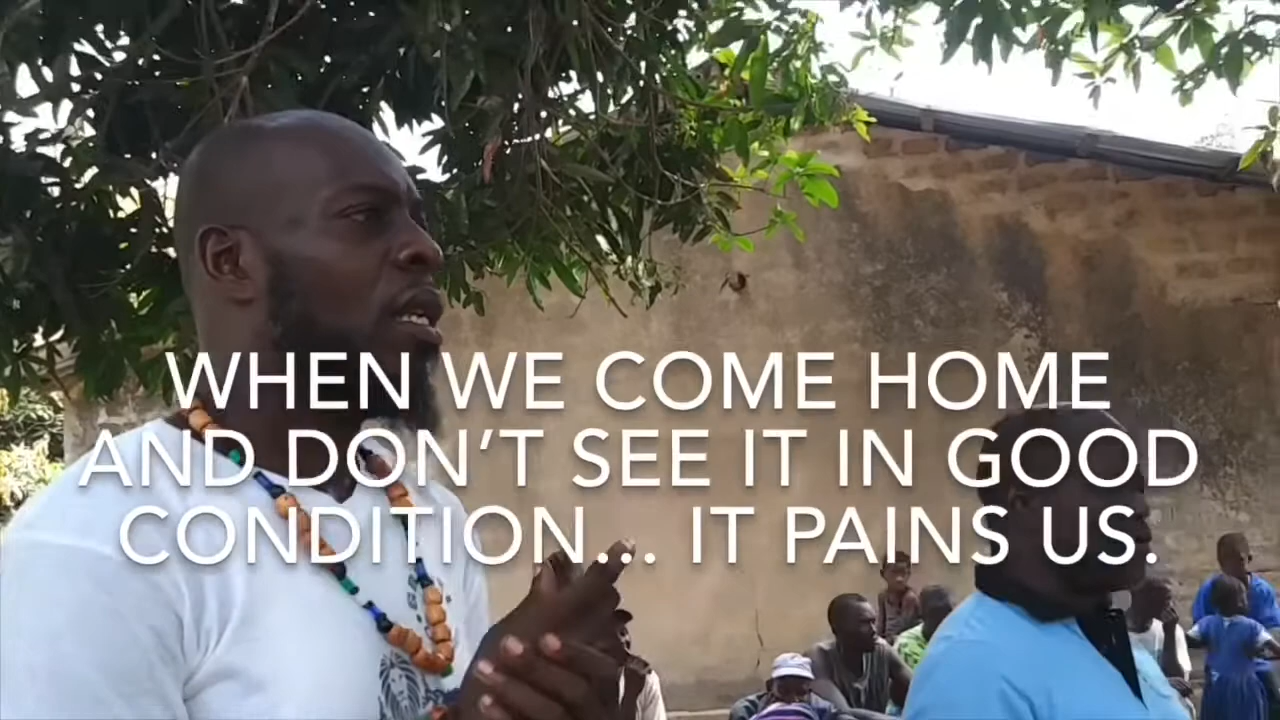 WHEN WE COME HOME
AND DON'T SEE IT IN GOOD
CONDITION... IT PAINS US.